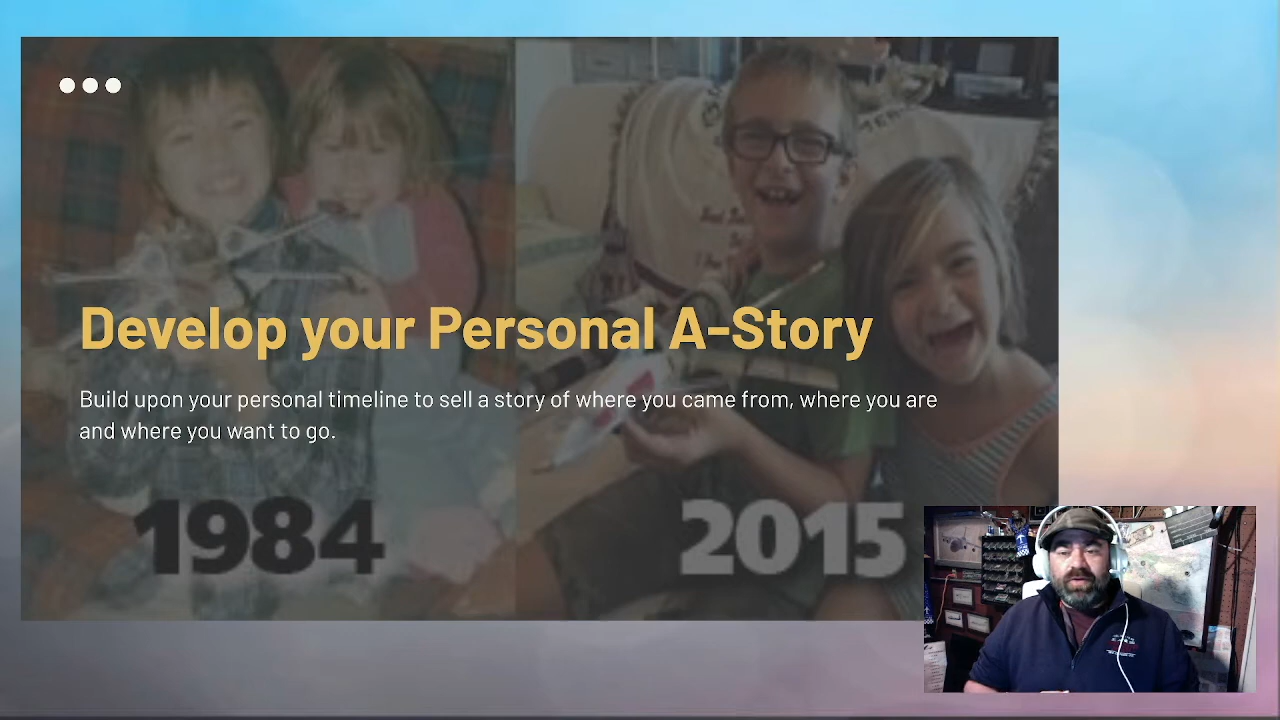 Develop your Personal A-Story
Build upon your personal timeline to sell a story of where you came from, where you are
and where you want to go.
1984
2015